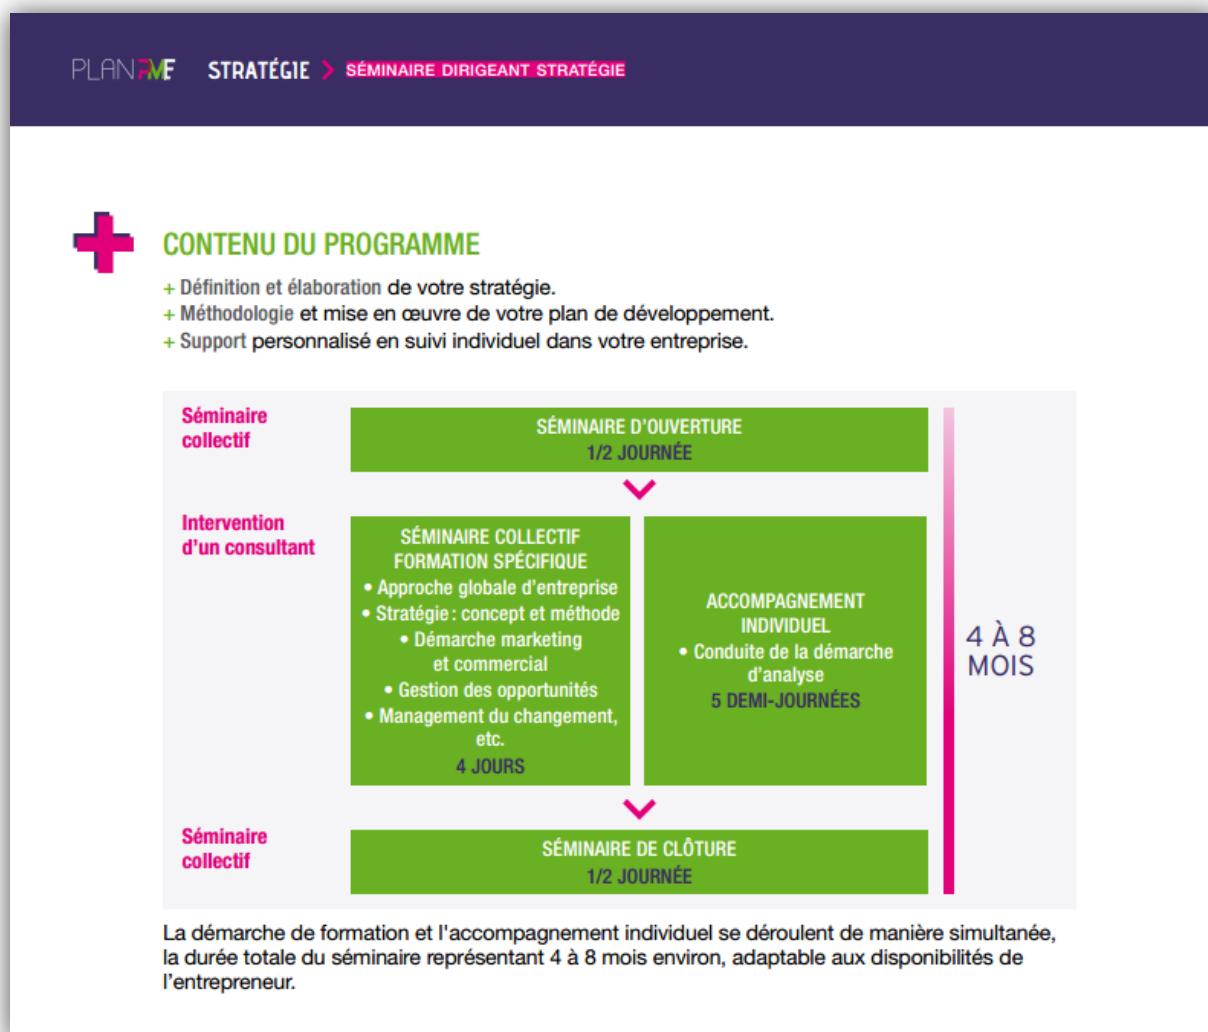 PLAN PME STRATÉGIE > SÉMINAIRE DIRIGEANT STRATÉGIE
CONTENU DU PROGRAMME
+ Définition et élaboration de votre stratégie.
+ Méthodologie et mise en œuvre de votre plan de développement.
+ Support personnalisé en suivi individuel dans votre entreprise.
Séminaire
collectif
SÉMINAIRE D'OUVERTURE
1/2 JOURNÉE
Intervention
d'un consultant
SÉMINAIRE COLLECTIF
FORMATION SPÉCIFIQUE
• Approche globale d'entreprise
• Stratégie : concept et méthode
• Démarche marketing
et commercial
• Gestion des opportunités
• Management du changement,
etc.
4 JOURS
ACCOMPAGNEMENT
INDIVIDUEL
• Conduite de la démarche
d'analyse
5 DEMI-JOURNÉES
4 À 8
MOIS
Séminaire
collectif
SÉMINAIRE DE CLÔTURE
1/2 JOURNÉE
La démarche de formation et l'accompagnement individuel se déroulent de manière simultanée,
la durée totale du séminaire représentant 4 à 8 mois environ, adaptable aux disponibilités de
l'entrepreneur.